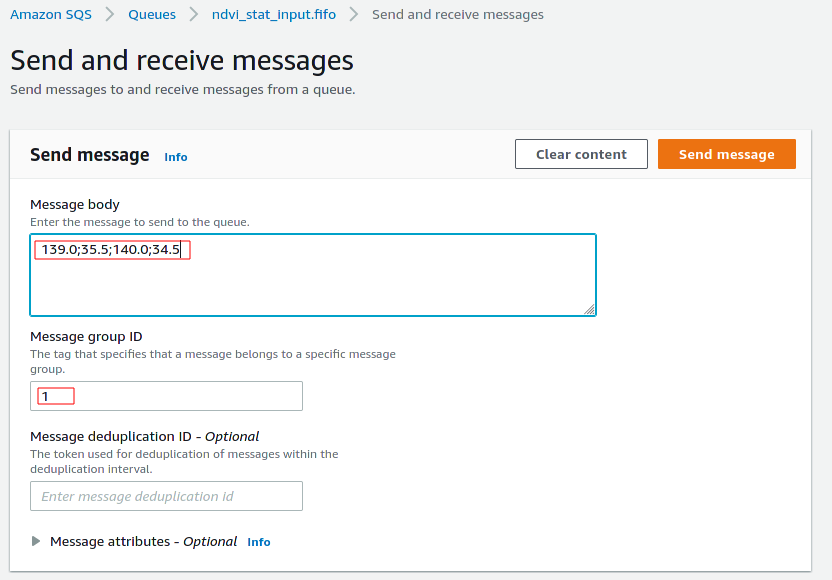 Amazon SQS > Queues > ndvi_stat_input.fifo > Send and receive messages
Send and receive messages
Send messages to and receive messages from a queue.
Send message Info Clear content Send message
Message body
Enter the message to send to the queue.
139.0;35.5;140.0;34.5
Message group ID
The tag that specifies that a message belongs to a specific message
group.
1
Message deduplication ID - Optional
The token used for deduplication of messages within the
deduplication interval.
Enter message deduplication id
Message attributes - Optional Info